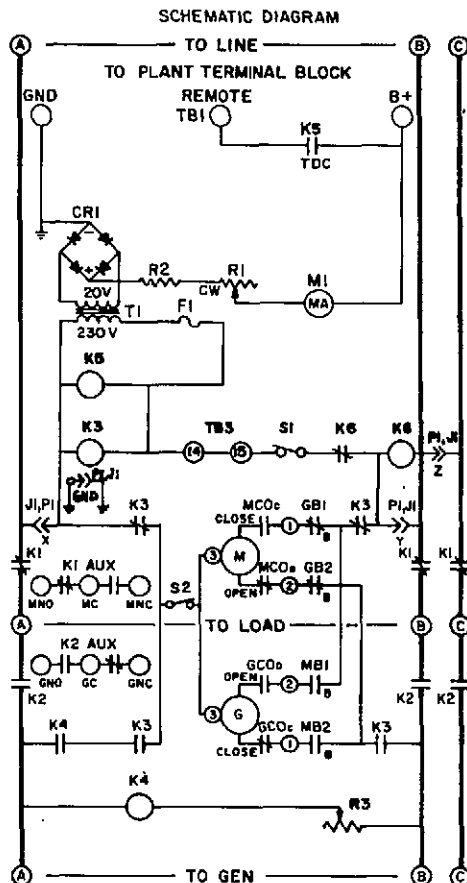 SCHEMATIC DIAGRAM
A TO LINE B C
TO PLANT TERMINAL BLOCK
GND REMOTE B+
TB1
K5
TDC
CR1
- +
R2 R1
CW
M1
MA
20V
T1 F1
230V
K5
K3 TB3 S1 K6 K6
14 15
P1,J1
Z
P1,J1
GND
J1,P1
X
K3
MCOc GB1 K3 P1,J1
CLOSE 1 B Y
K1 3 M K1 K1
K1 AUX S2 MCOo GB2
OPEN 2 B
MNO MC MNC
A TO LOAD B C
K2 AUX
GNO GC GNC
GCOo MB1
OPEN 2 B
K2 3 G K2 K2
K4 K3 GCOc MB2 K3
CLOSE 1 B
K4
R3
A TO GEN B C